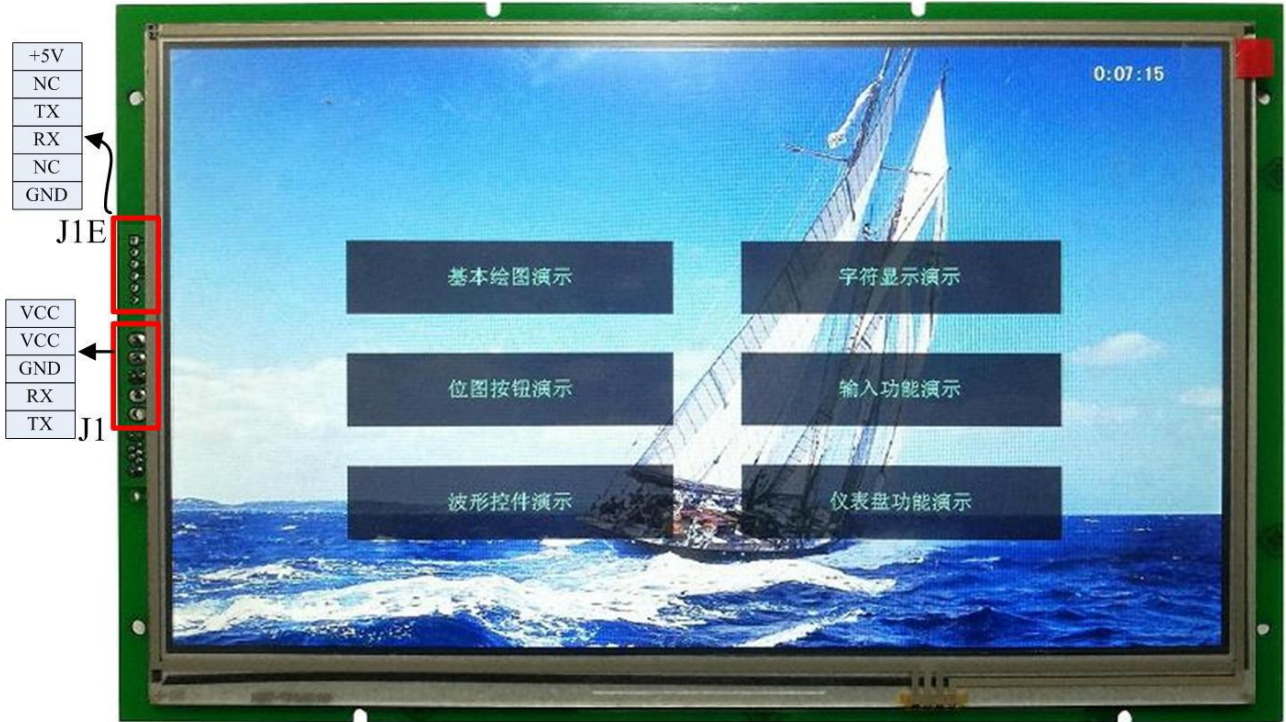 +5V
NC
TX
RX
NC
GND
J1E
VCC
VCC
GND
RX
TX
J1
0:07:15
基本绘图演示
字符显示演示
位图按钮演示
输入功能演示
波形控件演示
仪表盘功能演示